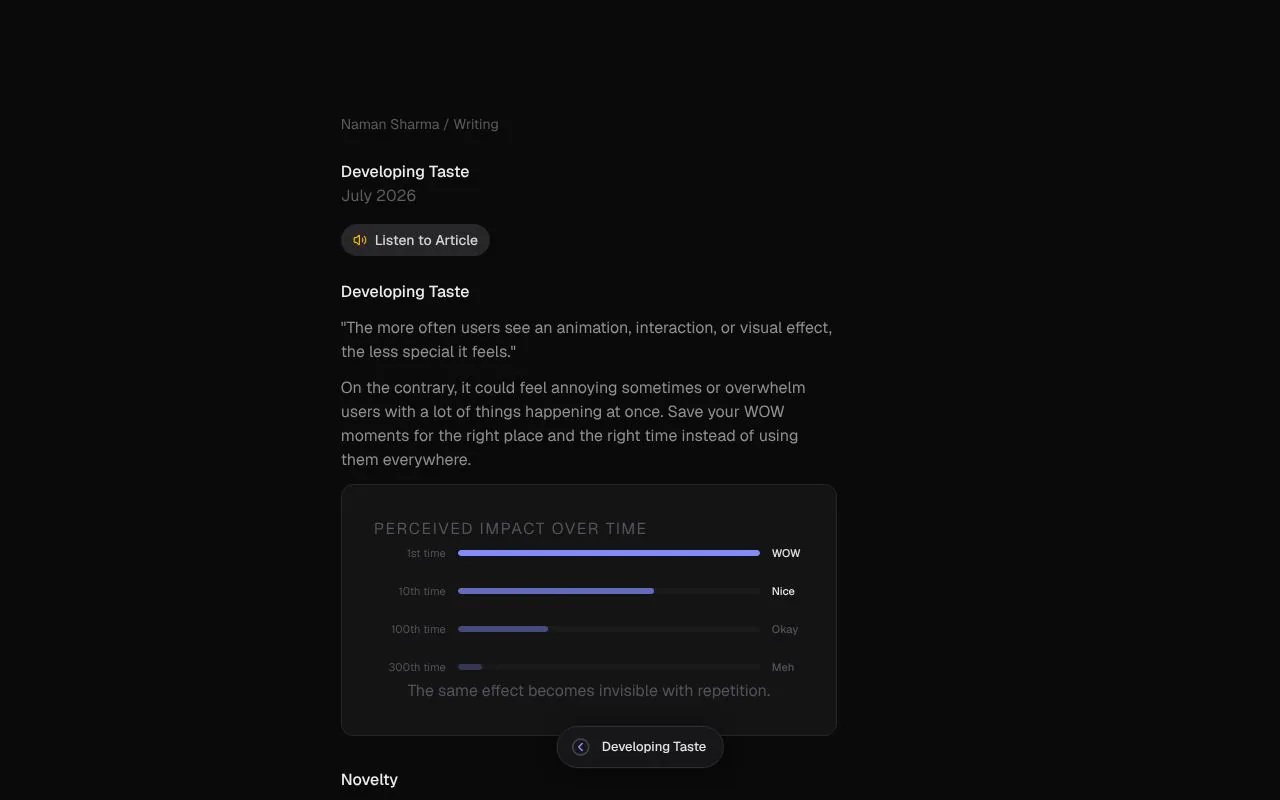 Naman Sharma / Writing
Developing Taste
July 2026
Listen to Article
Developing Taste
"The more often users see an animation, interaction, or visual effect,
the less special it feels."
On the contrary, it could feel annoying sometimes or overwhelm
users with a lot of things happening at once. Save your WOW
moments for the right place and the right time instead of using
them everywhere.
PERCEIVED IMPACT OVER TIME
1st time WOW
10th time Nice
100th time Okay
300th time Meh
The same effect becomes invisible with repetition.
Developing Taste
Novelty